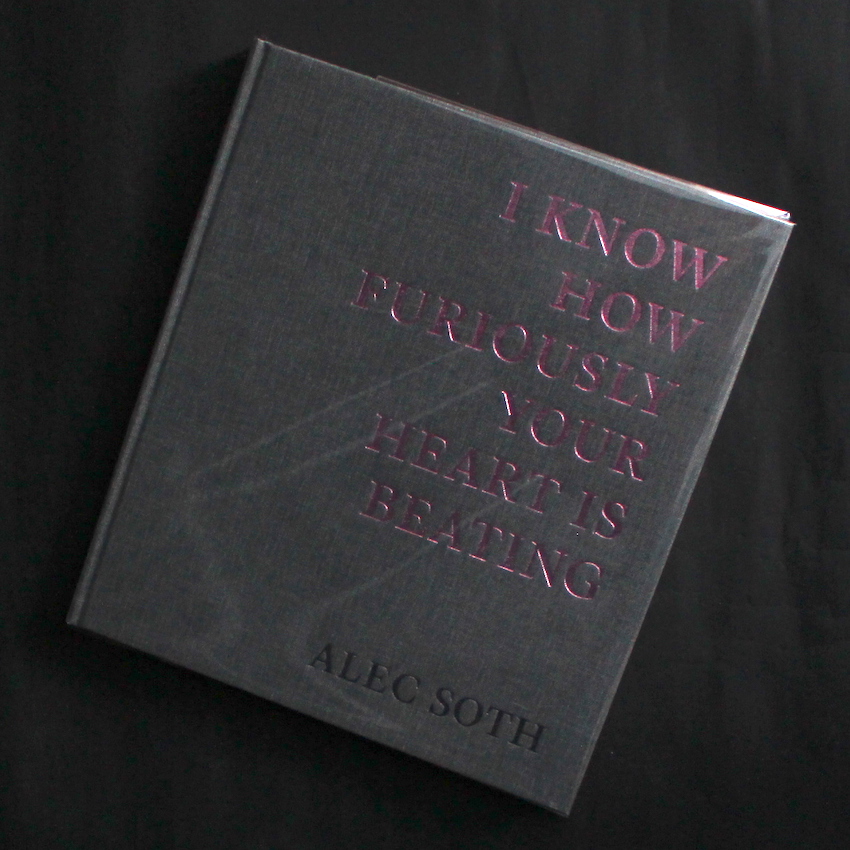 I KNOW
HOW
FURIOUSLY
YOUR
HEART IS
BEATING
ALEC SOTH